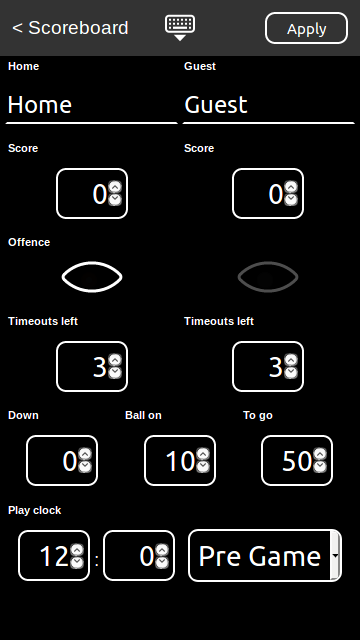 < Scoreboard Apply
Home Guest
Home Guest
Score Score
0 0
Offence
Timeouts left Timeouts left
3 3
Down Ball on To go
0 10 50
Play clock
12 : 0 Pre Game